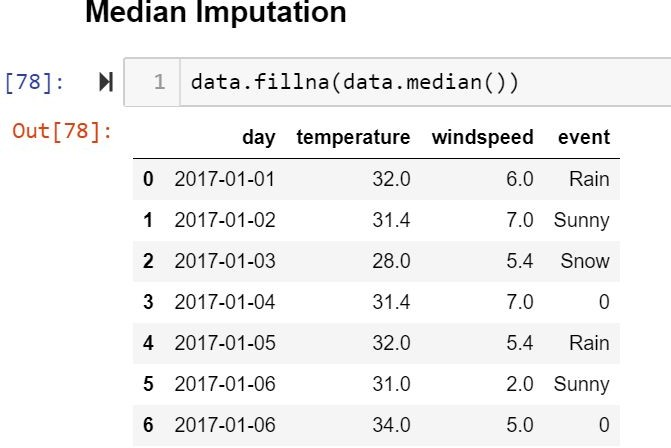 Median Imputation
[78]: 1 data.fillna(data.median())
Out[78]:
day temperature windspeed event
0 2017-01-01 32.0 6.0 Rain
1 2017-01-02 31.4 7.0 Sunny
2 2017-01-03 28.0 5.4 Snow
3 2017-01-04 31.4 7.0 0
4 2017-01-05 32.0 5.4 Rain
5 2017-01-06 31.0 2.0 Sunny
6 2017-01-06 34.0 5.0 0